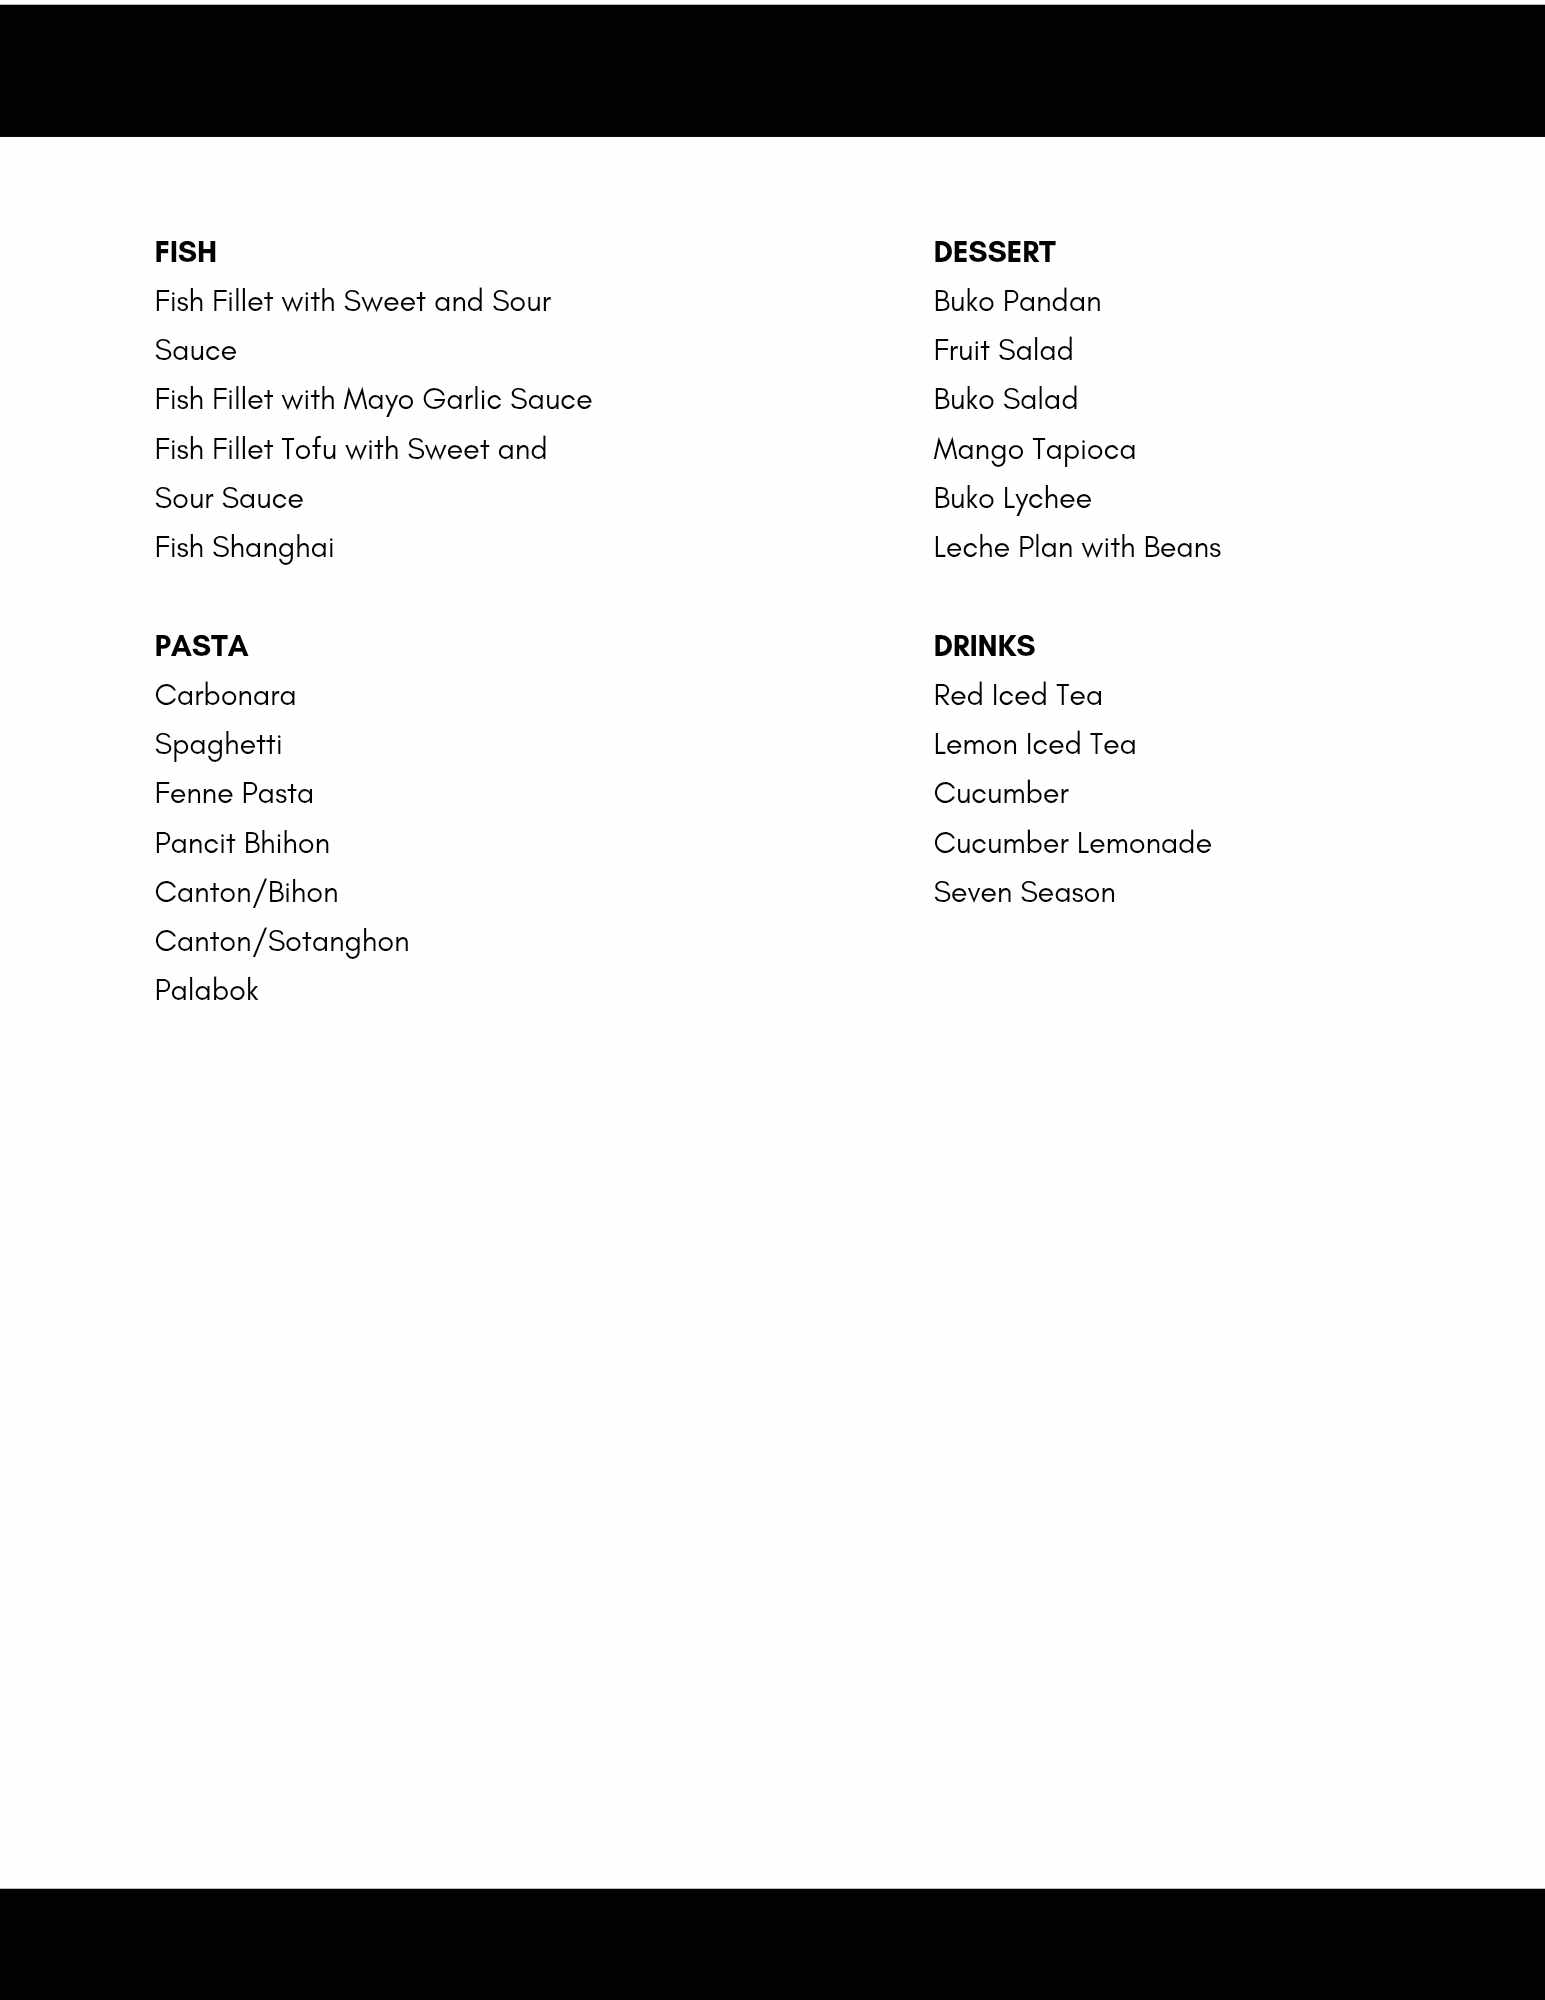 FISH
Fish Fillet with Sweet and Sour
Sauce
Fish Fillet with Mayo Garlic Sauce
Fish Fillet Tofu with Sweet and
Sour Sauce
Fish Shanghai
PASTA
Carbonara
Spaghetti
Fenne Pasta
Pancit Bhihon
Canton/Bihon
Canton/Sotanghon
Palabok
DESSERT
Buko Pandan
Fruit Salad
Buko Salad
Mango Tapioca
Buko Lychee
Leche Plan with Beans
DRINKS
Red Iced Tea
Lemon Iced Tea
Cucumber
Cucumber Lemonade
Seven Season